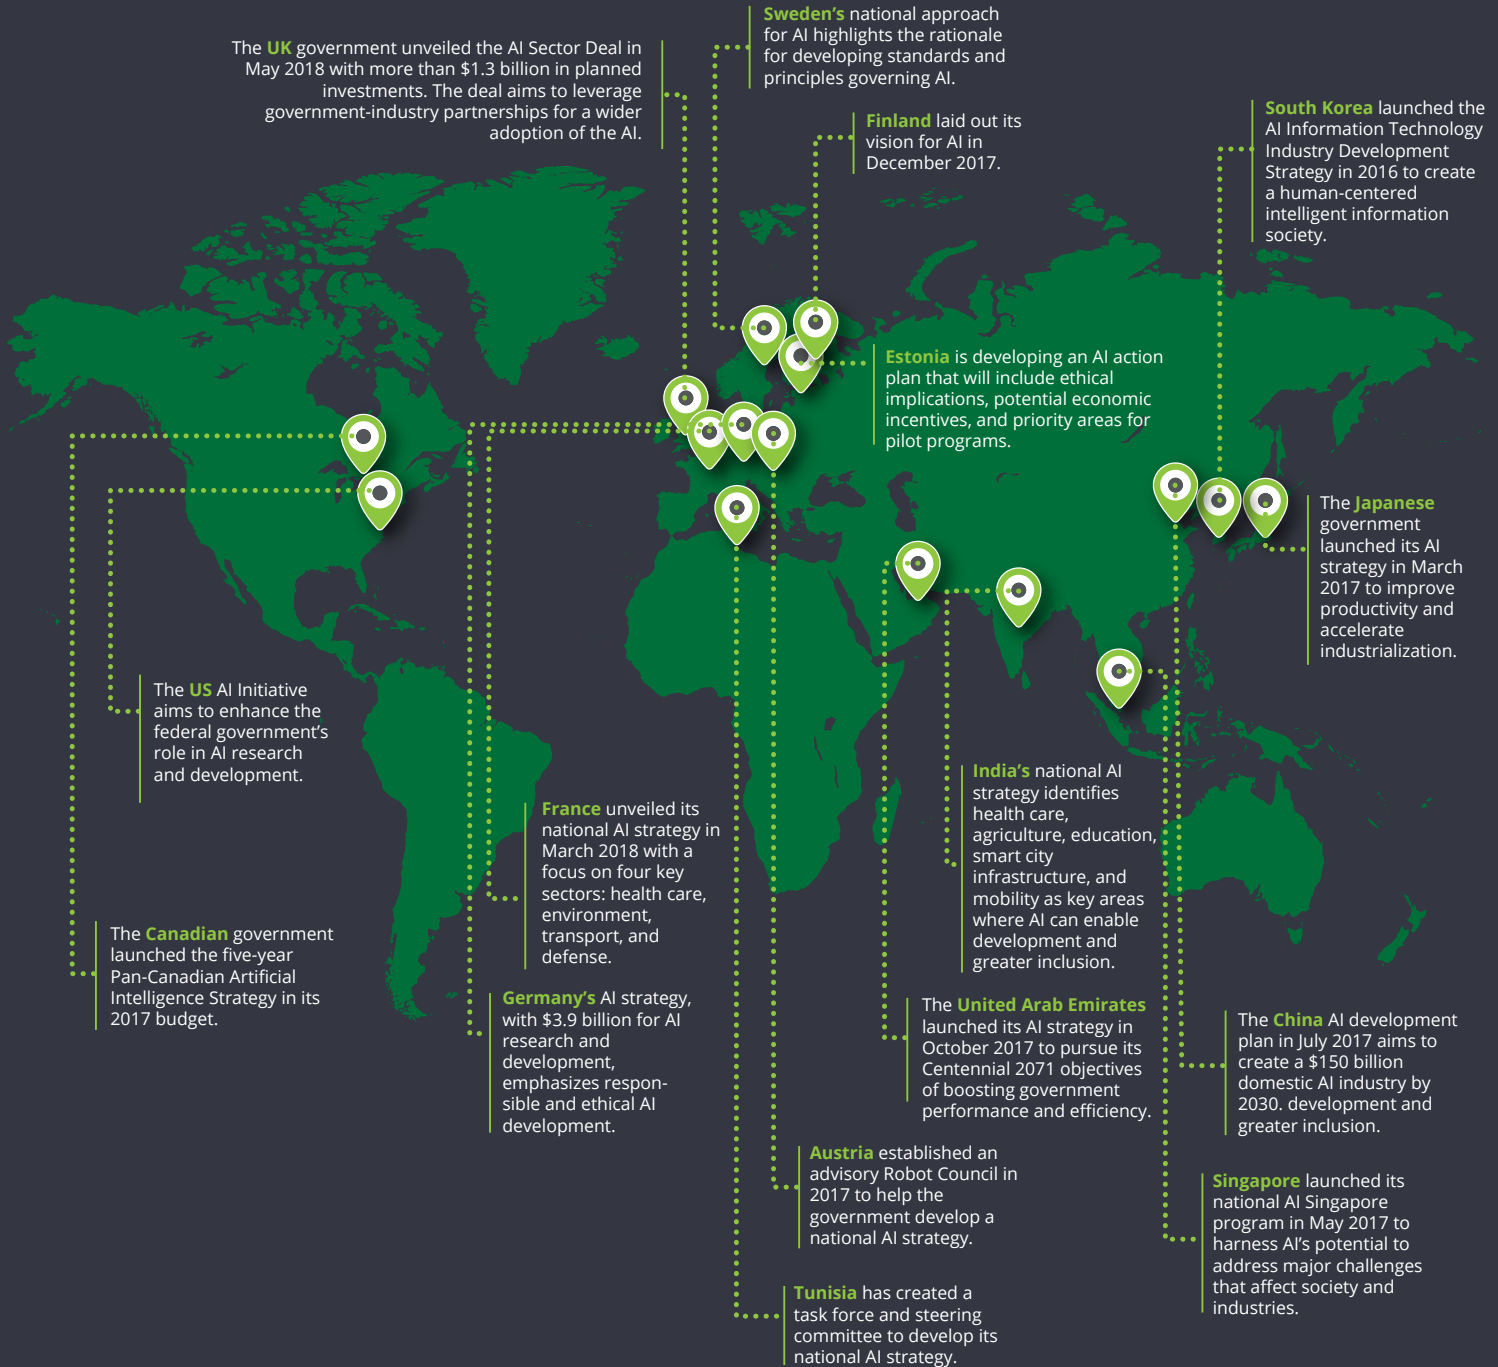 Sweden's national approach
for AI highlights the rationale
for developing standards and
principles governing AI.
The UK government unveiled the AI Sector Deal in
May 2018 with more than $1.3 billion in planned
investments. The deal aims to leverage
government-industry partnerships for a wider
adoption of the AI.
Finland laid out its
vision for AI in
December 2017.
South Korea launched the
AI Information Technology
Industry Development
Strategy in 2016 to create
a human-centered
intelligent information
society.
Estonia is developing an AI action
plan that will include ethical
implications, potential economic
incentives, and priority areas for
pilot programs.
The Japanese
government
launched its AI
strategy in March
2017 to improve
productivity and
accelerate
industrialization.
The US AI Initiative
aims to enhance the
federal government's
role in AI research
and development.
France unveiled its
national AI strategy in
March 2018 with a
focus on four key
sectors: health care,
environment,
transport, and
defense.
India's national AI
strategy identifies
health care,
agriculture, education,
smart city
infrastructure, and
mobility as key areas
where AI can enable
development and
greater inclusion.
The Canadian government
launched the five-year
Pan-Canadian Artificial
Intelligence Strategy in its
2017 budget.
Germany's AI strategy,
with $3.9 billion for AI
research and
development,
emphasizes respon-
sible and ethical AI
development.
The United Arab Emirates
launched its AI strategy in
October 2017 to pursue its
Centennial 2071 objectives
of boosting government
performance and efficiency.
The China AI development
plan in July 2017 aims to
create a $150 billion
domestic AI industry by
2030. development and
greater inclusion.
Austria established an
advisory Robot Council in
2017 to help the
government develop a
national AI strategy.
Singapore launched its
national AI Singapore
program in May 2017 to
harness AI's potential to
address major challenges
that affect society and
industries.
Tunisia has created a
task force and steering
committee to develop its
national AI strategy.